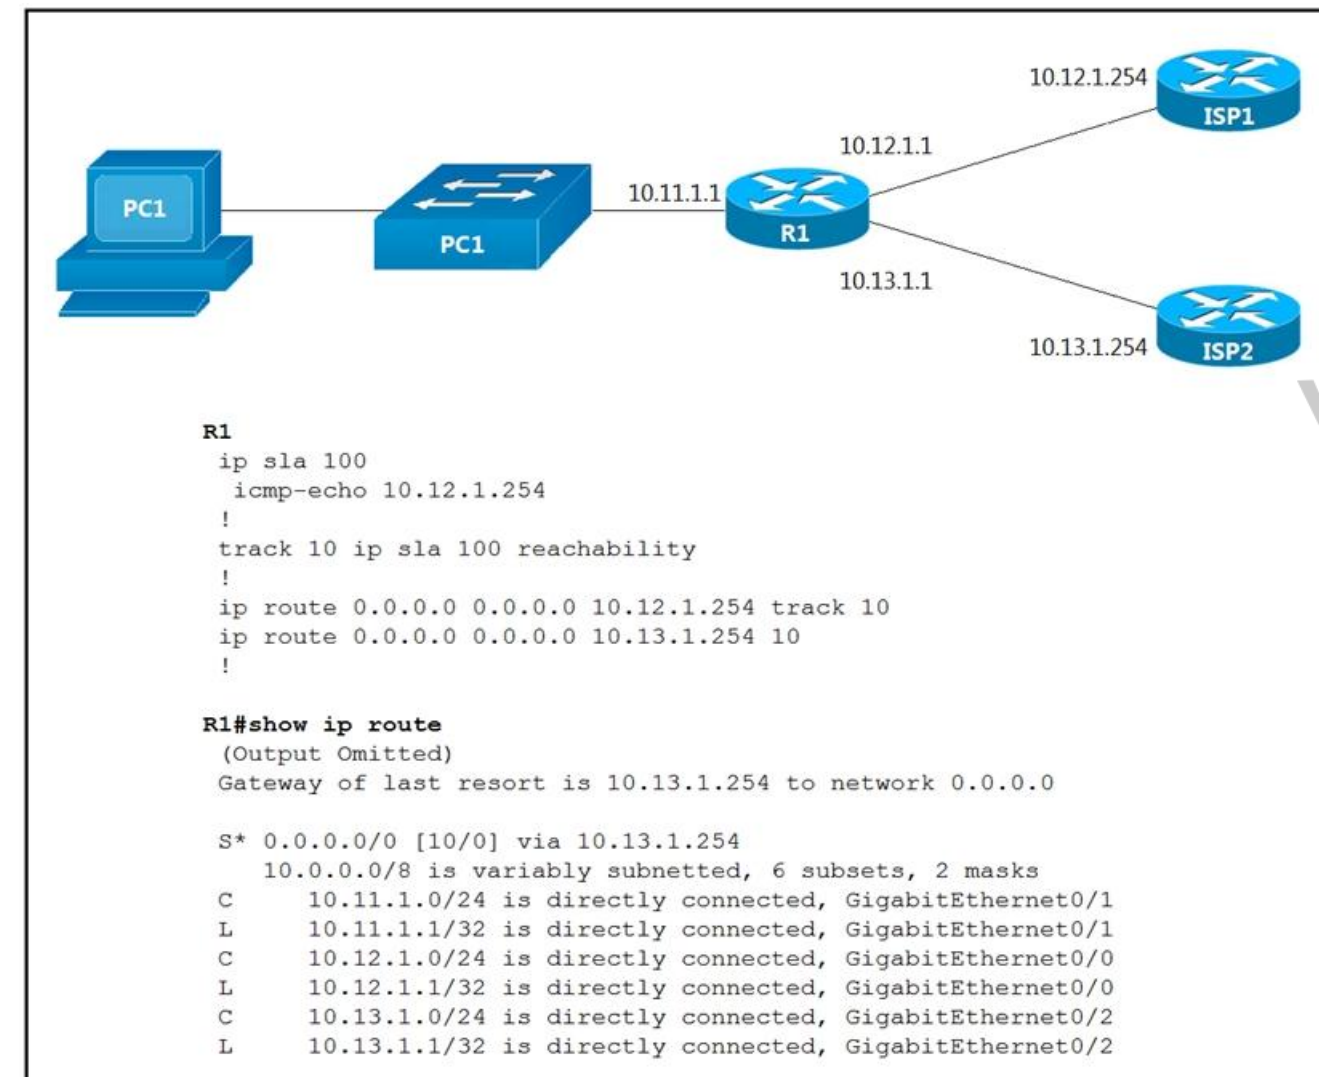 10.12.1.254
ISP1
10.12.1.1
10.11.1.1
PC1
PC1
R1
10.13.1.1
10.13.1.254
ISP2
R1
ip sla 100
icmp-echo 10.12.1.254
!
track 10 ip sla 100 reachability
!
ip route 0.0.0.0 0.0.0.0 10.12.1.254 track 10
ip route 0.0.0.0 0.0.0.0 10.13.1.254 10
!
R1#show ip route
(Output Omitted)
Gateway of last resort is 10.13.1.254 to network 0.0.0.0
S* 0.0.0.0/0 [10/0] via 10.13.1.254
10.0.0.0/8 is variably subnetted, 6 subsets, 2 masks
C 10.11.1.0/24 is directly connected, GigabitEthernet0/1
L 10.11.1.1/32 is directly connected, GigabitEthernet0/1
C 10.12.1.0/24 is directly connected, GigabitEthernet0/0
L 10.12.1.1/32 is directly connected, GigabitEthernet0/0
C 10.13.1.0/24 is directly connected, GigabitEthernet0/2
L 10.13.1.1/32 is directly connected, GigabitEthernet0/2